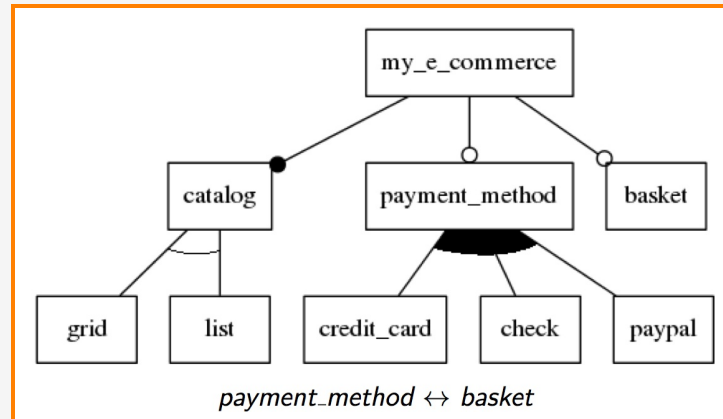 my_e_commerce
catalog payment_method basket
grid list credit_card check paypal
payment_method ↔ basket